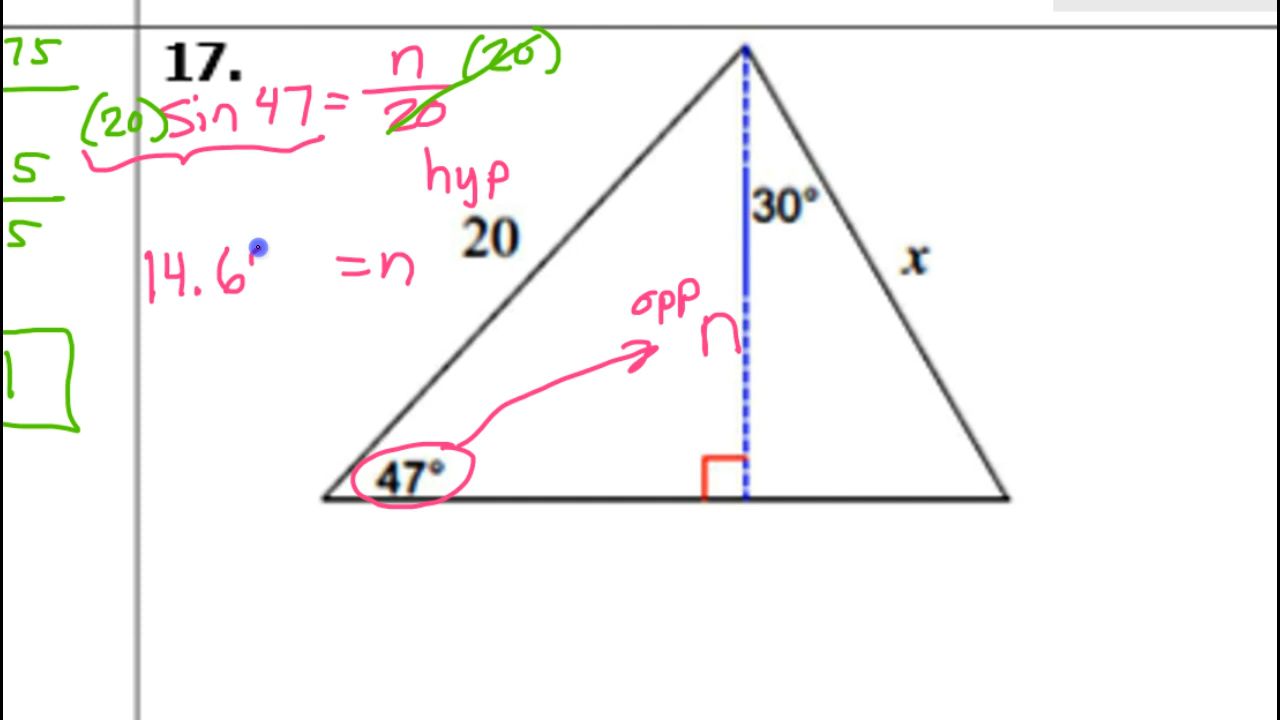 75
17.
n (20)
(20) sin 47 = 20
5
hyp
5
20
30°
x
14.6
= n
opp
n
47°